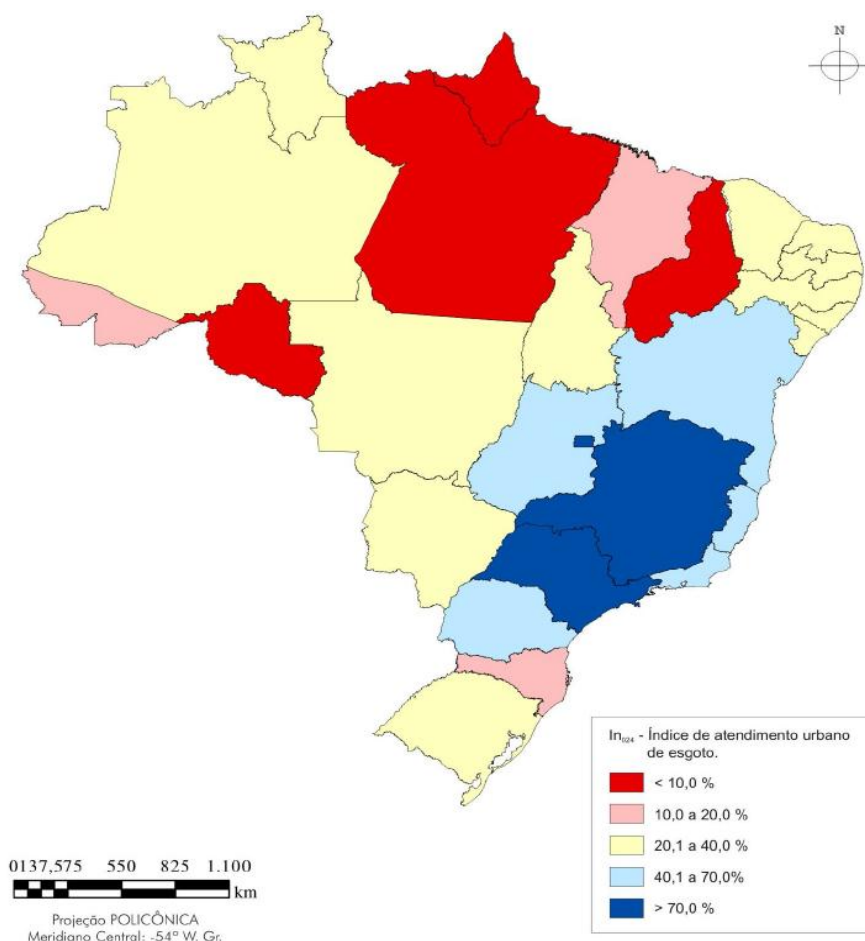 N
In024 - Índice de atendimento urbano
de esgoto.
< 10,0 %
10,0 a 20,0 %
20,1 a 40,0 %
40,1 a 70,0%
> 70,0 %
0137,575 550 825 1.100
km
Projeção POLICÔNICA
Meridiano Central: -54º W. Gr.